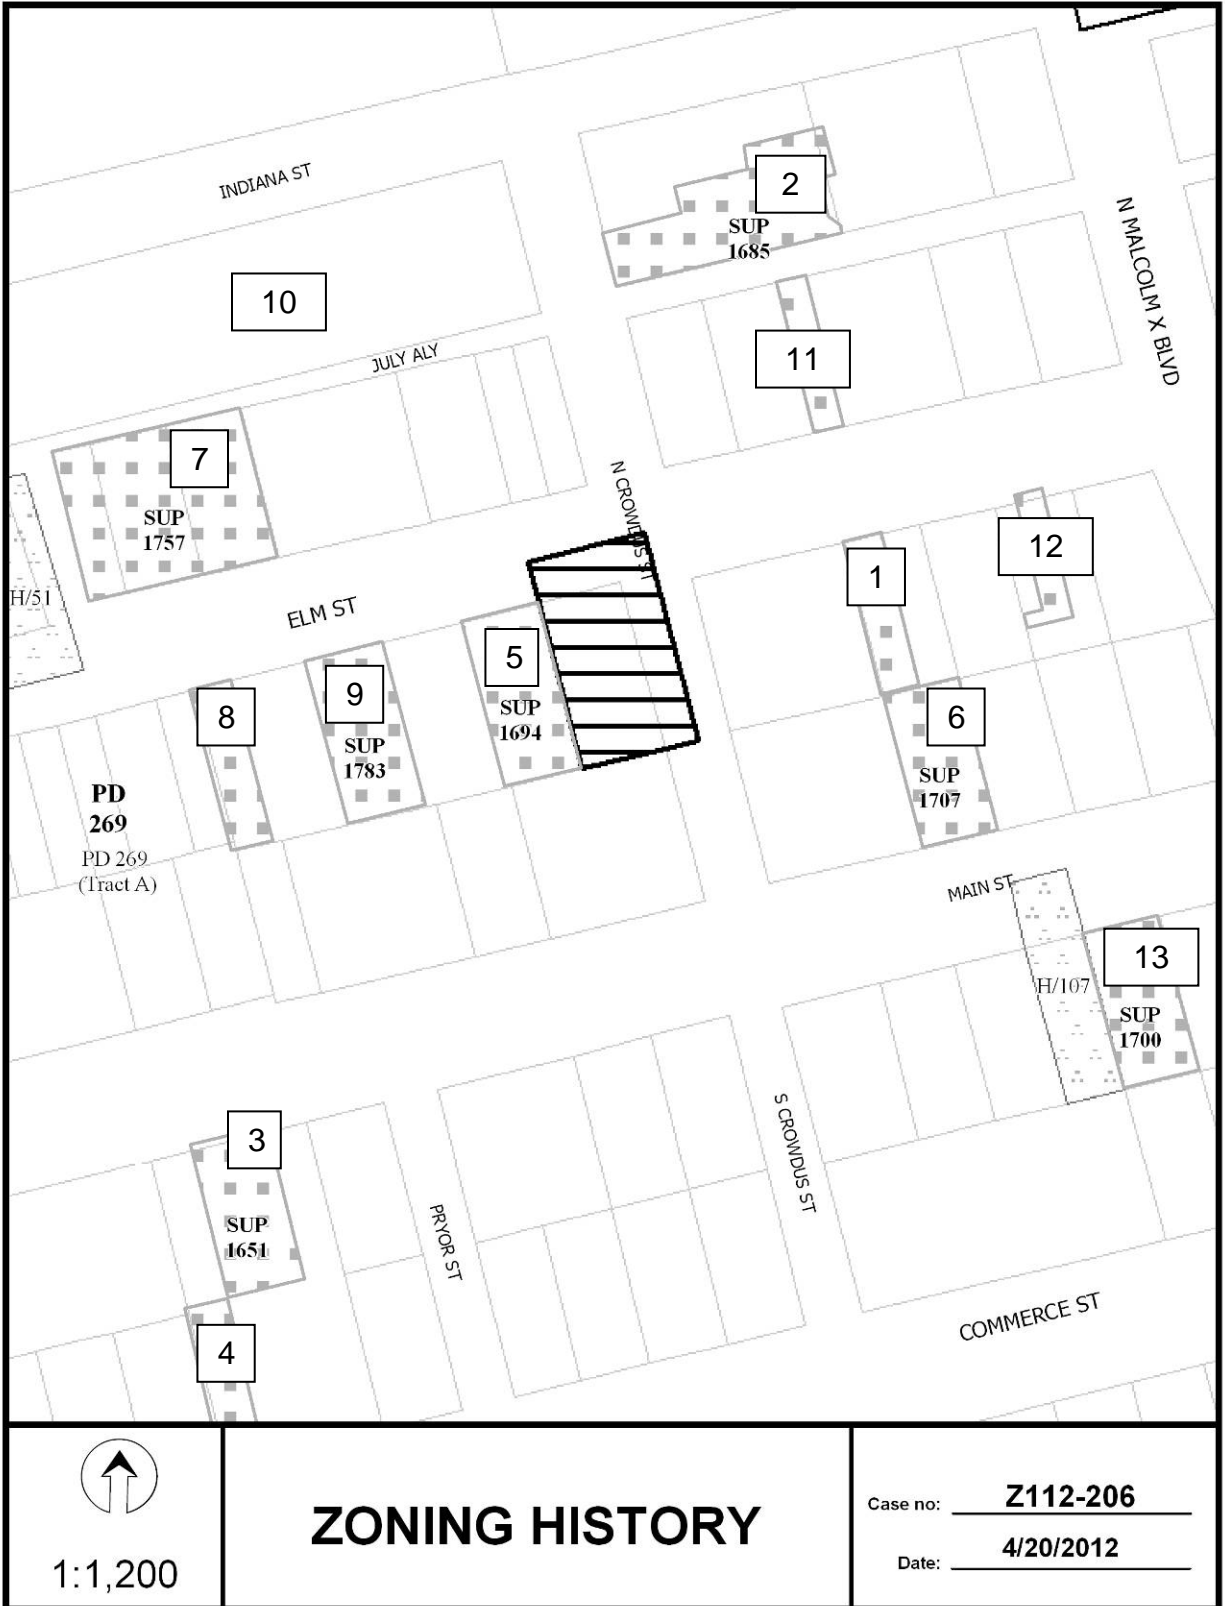 INDIANA ST
2
SUP
1685
N MALCOLM X BLVD
10
JULY ALY
11
7
SUP
1757
N CROWDUS ST
12
1
H/51
ELM ST
5
SUP
1694
9
SUP
1783
8
6
SUP
1707
PD
269
PD 269
(Tract A)
MAIN ST
13
H/107
SUP
1700
3
SUP
1651
S CROWDUS ST
PRYOR ST
4
COMMERCE ST
1:1,200
ZONING HISTORY
Case no: Z112-206
Date: 4/20/2012